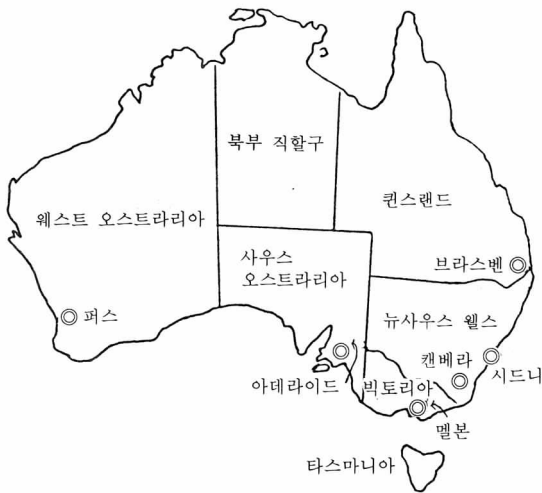 북부 직할구
퀸스랜드
웨스트 오스트라리아
사우스
오스트라리아
브라스벤
퍼스
뉴사우스 웰스
캔베라
시드니
아데라이드
빅토리아
멜본
타스마니아